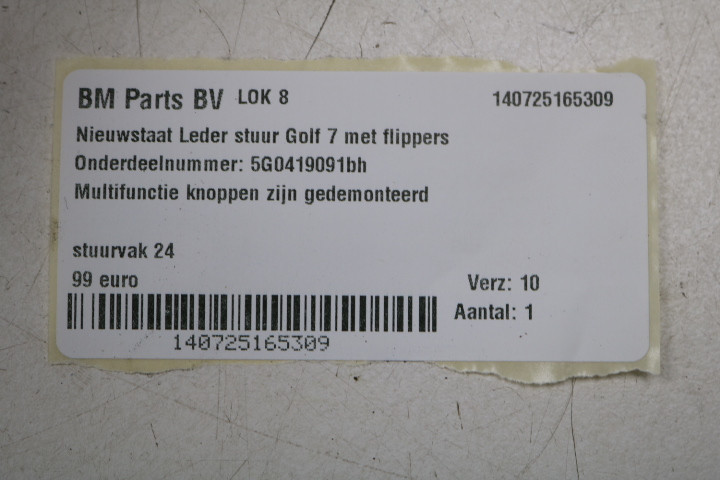 BM Parts BV LOK 8 140725165309
Nieuwstaat Leder stuur Golf 7 met flippers
Onderdeelnummer: 5G0419091bh
Multifunctie knoppen zijn gedemonteerd
stuurvak 24
99 euro Verz: 10
Aantal: 1
140725165309